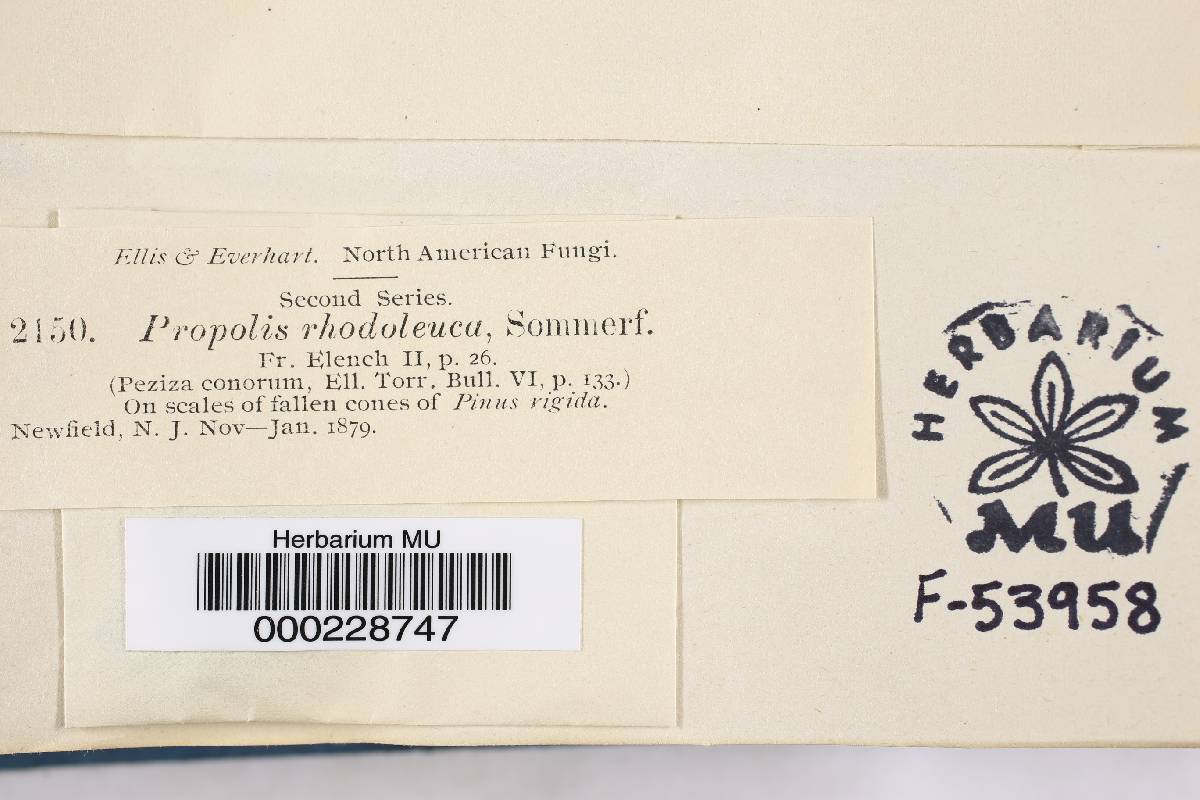 Ellis & Everhart. North American Fungi.
Second Series.
2150. Propolis rhodoleuca, Sommerf.
Fr. Elench II, p. 26.
(Peziza conorum, Ell. Torr. Bull. VI, p. 133.)
On scales of fallen cones of Pinus rigida.
Newfield, N. J. Nov—Jan. 1879.
Herbarium MU
000228747
HERBARIUM
MU
F-53958